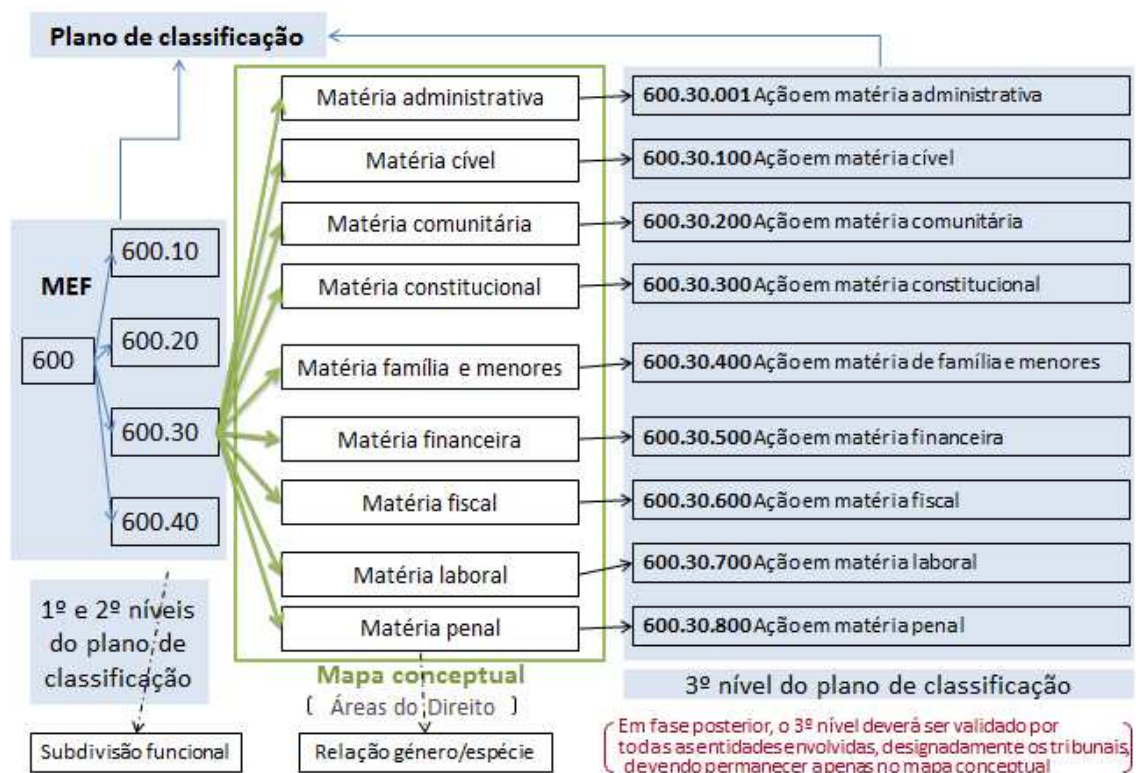 Plano de classificação
MEF
600
600.10
600.20
600.30
600.40
1º e 2º níveis
do plano de
classificação
Subdivisão funcional
Matéria administrativa
Matéria cível
Matéria comunitária
Matéria constitucional
Matéria família e menores
Matéria financeira
Matéria fiscal
Matéria laboral
Matéria penal
Mapa conceptual
( Áreas do Direito )
Relação género/espécie
600.30.001 Ação em matéria administrativa
600.30.100 Ação em matéria cível
600.30.200 Ação em matéria comunitária
600.30.300 Ação em matéria constitucional
600.30.400 Ação em matéria de família e menores
600.30.500 Ação em matéria financeira
600.30.600 Ação em matéria fiscal
600.30.700 Ação em matéria laboral
600.30.800 Ação em matéria penal
3º nível do plano de classificação
Em fase posterior, o 3º nível deverá ser validado por
todas as entidades envolvidas, designadamente os tribunais,
devendo permanecer apenas no mapa conceptual